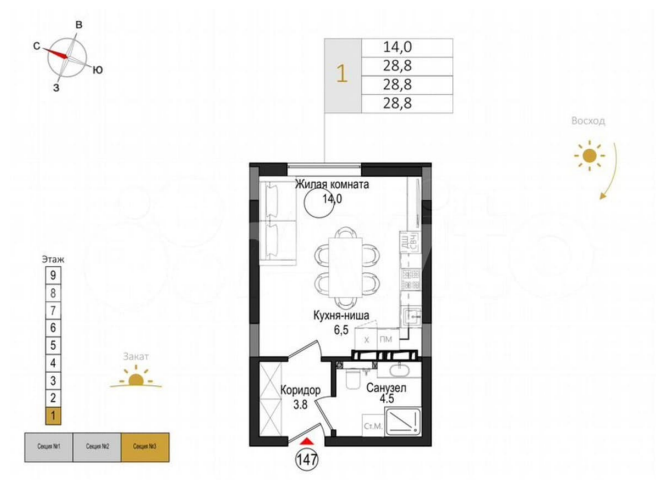 В
С
Ю
З
1
14,0
28,8
28,8
28,8
Восход
Жилая комната
14,0
ДШ
СВЧ
Этаж
9
8
7
6
5
4
3
2
1
Кухня-ниша
6,5
Х
ПМ
Закат
Коридор
3.8
Санузел
4.5
Ст.М.
Секция №1
Секция №2
Секция №3
147